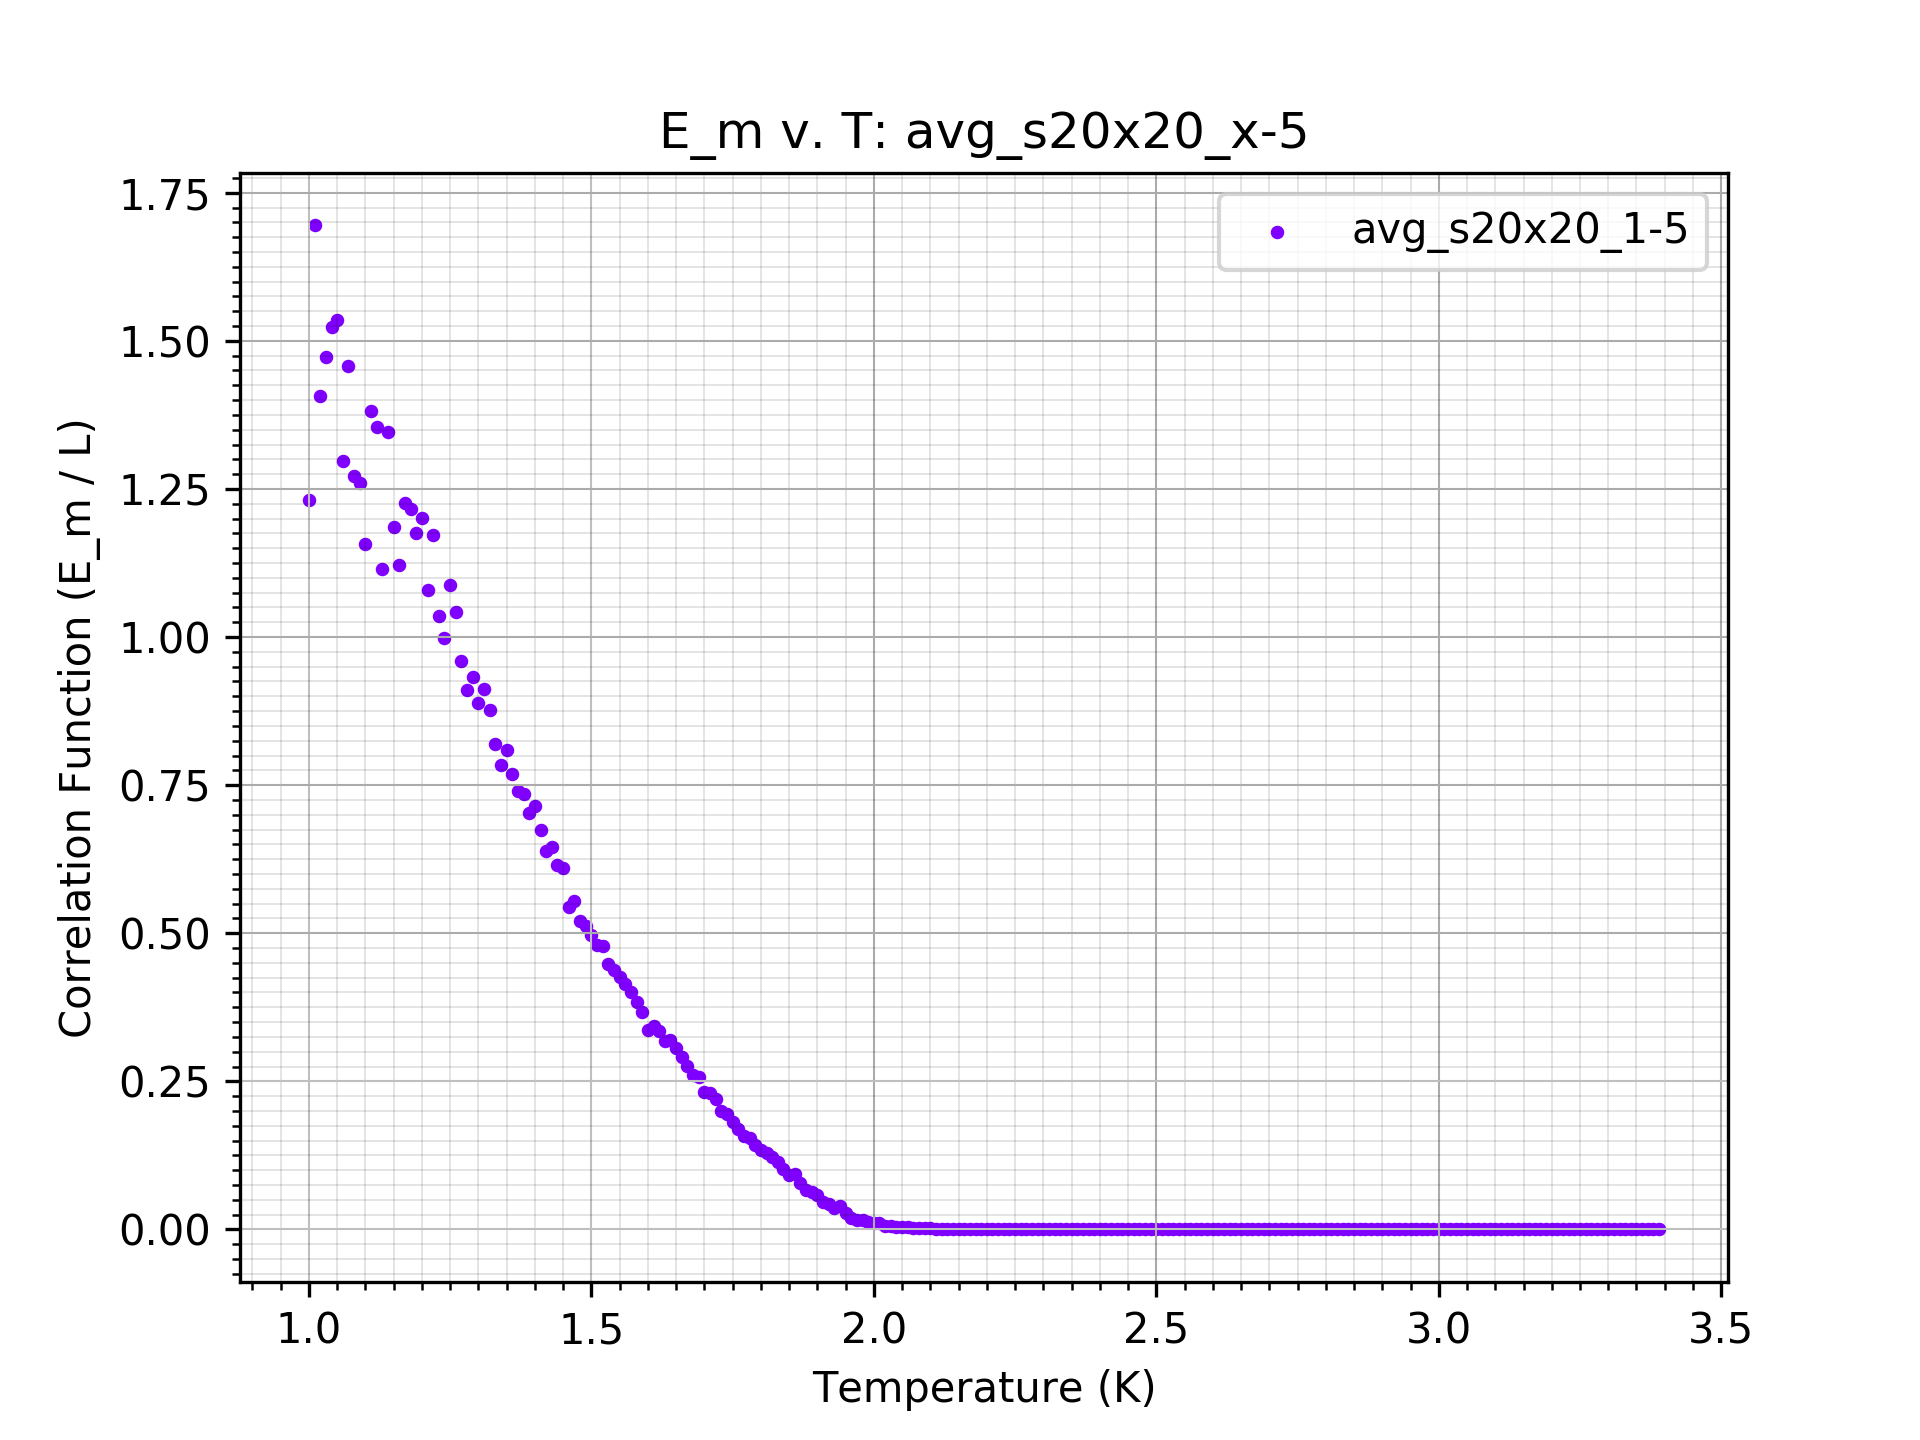 E_m v. T: avg_s20x20_x-5
avg_s20x20_1-5
Correlation Function (E_m / L)
1.75
1.50
1.25
1.00
0.75
0.50
0.25
0.00
1.0 1.5 2.0 2.5 3.0 3.5
Temperature (K)